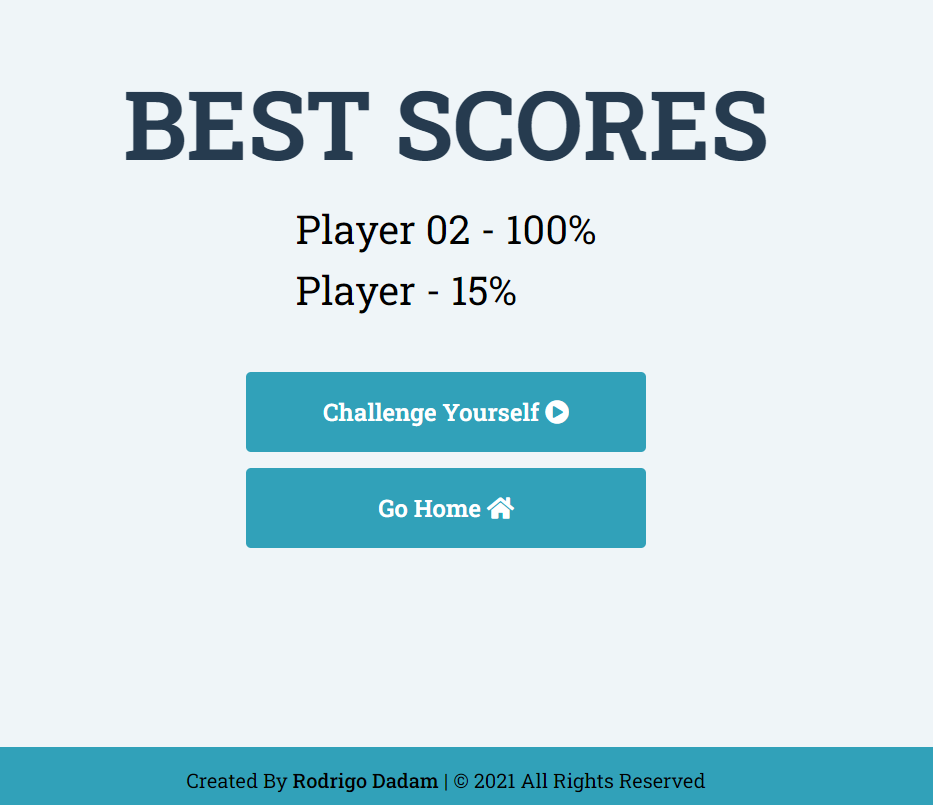 BEST SCORES
Player 02 - 100%
Player - 15%
Challenge Yourself
Go Home
Created By Rodrigo Dadam | © 2021 All Rights Reserved